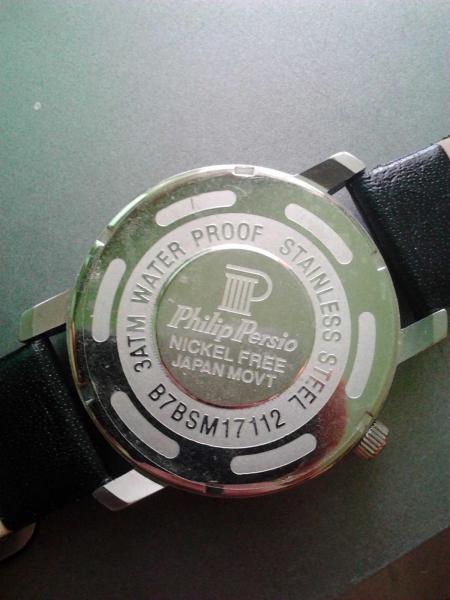 3ATM WATER PROOF STAINLESS STEEL
P
Philip Persio
NICKEL FREE
JAPAN MOVT
B7BSM17112